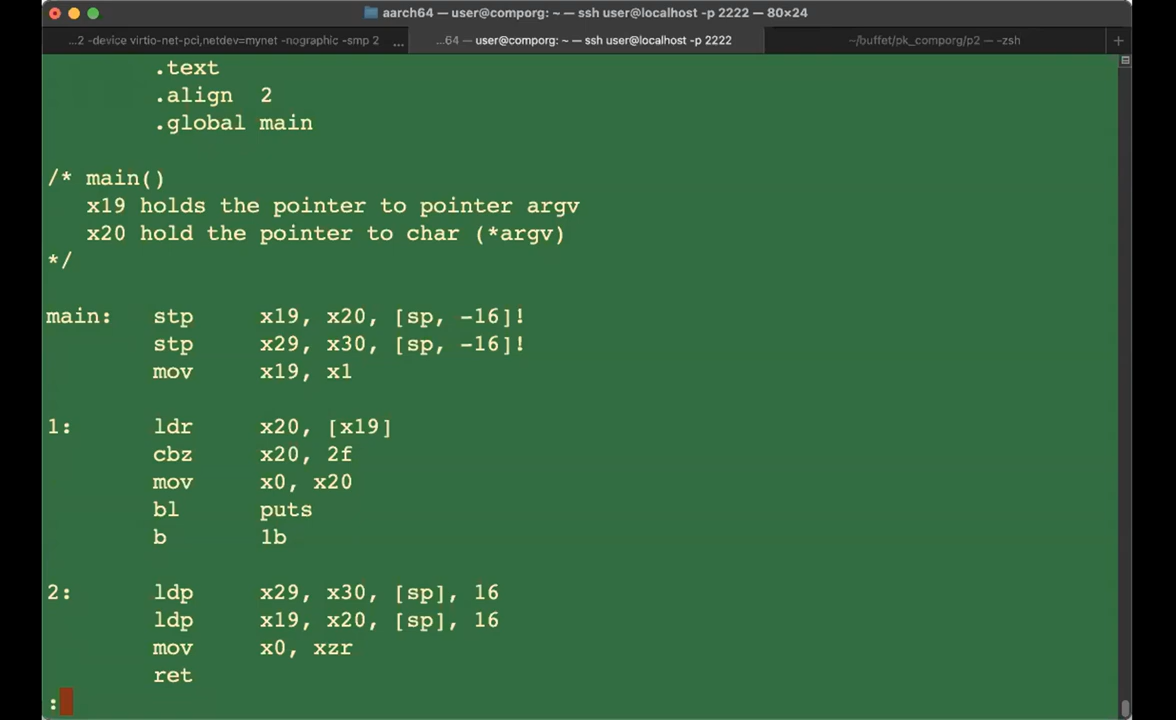 aarch64 — user@comporg: ~ — ssh user@localhost -p 2222 — 80×24
...2 -device virtio-net-pci,netdev=mynet -nographic -smp 2 ... ...64 — user@comporg: ~ — ssh user@localhost -p 2222 ~/buffet/pk_comporg/p2 — -zsh +
.text
.align 2
.global main
/* main()
x19 holds the pointer to pointer argv
x20 hold the pointer to char (*argv)
*/
main: stp x19, x20, [sp, -16]!
stp x29, x30, [sp, -16]!
mov x19, x1
1: ldr x20, [x19]
cbz x20, 2f
mov x0, x20
bl puts
b 1b
2: ldp x29, x30, [sp], 16
ldp x19, x20, [sp], 16
mov x0, xzr
ret
: